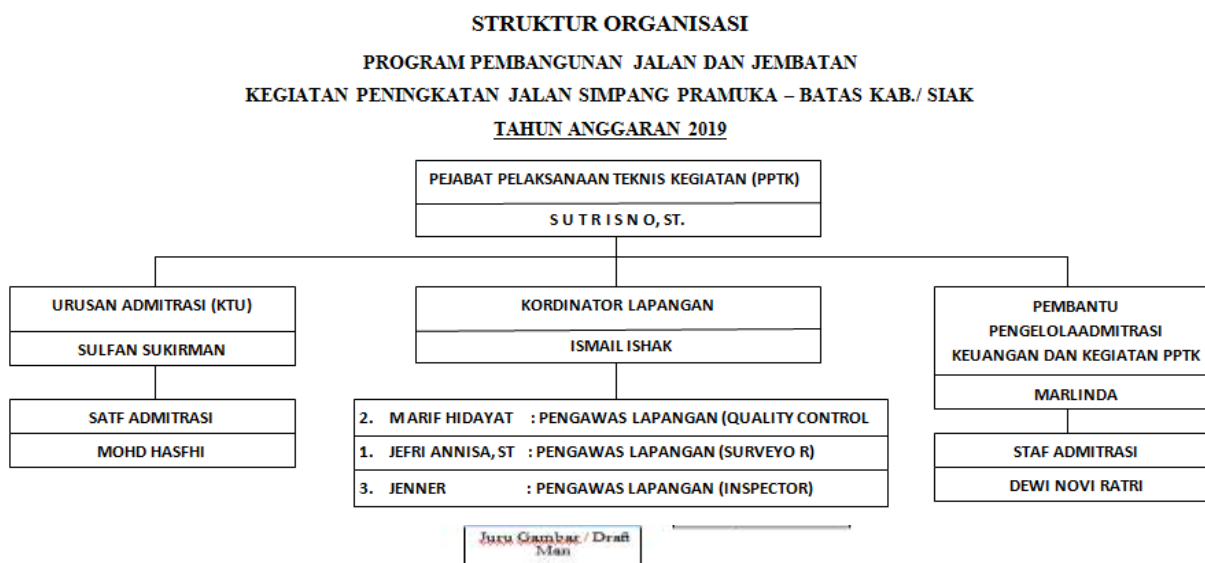 STRUKTUR ORGANISASI
PROGRAM PEMBANGUNAN JALAN DAN JEMBATAN
KEGIATAN PENINGKATAN JALAN SIMPANG PRAMUKA – BATAS KAB./ SIAK
TAHUN ANGGARAN 2019
PEJABAT PELAKSANAAN TEKNIS KEGIATAN (PPTK)
S U T R I S N O, ST.
URUSAN ADMITRASI (KTU)
SULFAN SUKIRMAN
SATF ADMITRASI
MOHD HASFHI
KORDINATOR LAPANGAN
ISMAIL ISHAK
2. MARIF HIDAYAT : PENGAWAS LAPANGAN (QUALITY CONTROL
1. JEFRI ANNISA, ST : PENGAWAS LAPANGAN (SURVEYO R)
3. JENNER : PENGAWAS LAPANGAN (INSPECTOR)
PEMBANTU
PENGELOLAADMITRASI
KEUANGAN DAN KEGIATAN PPTK
MARLINDA
STAF ADMITRASI
DEWI NOVI RATRI
Juru Gambar / Draft
Man